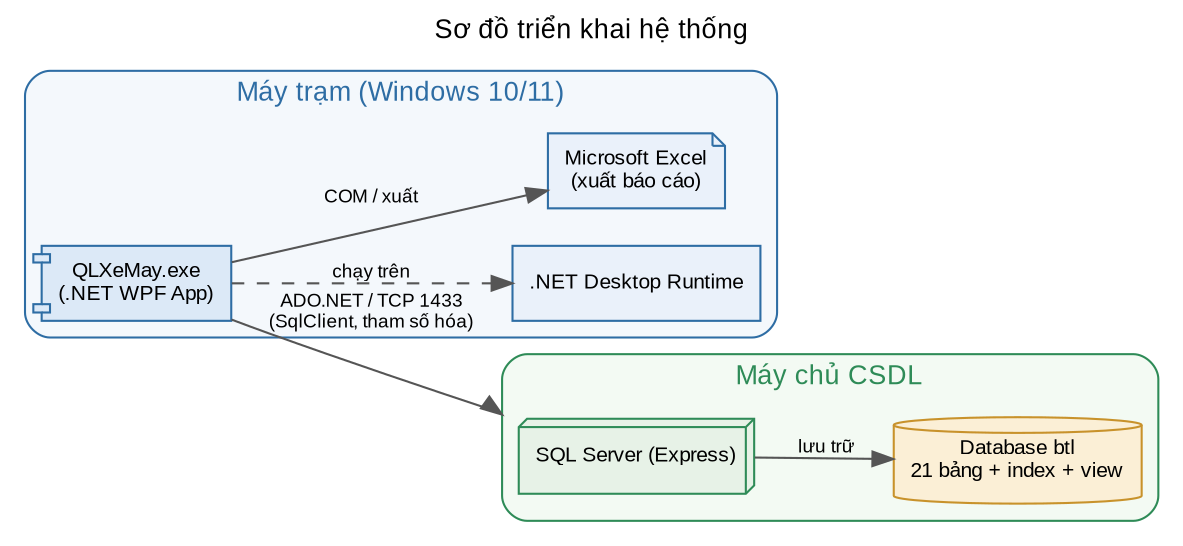 Sơ đồ triển khai hệ thống
Máy trạm (Windows 10/11)
Microsoft Excel
(xuất báo cáo)
COM / xuất
QLXeMay.exe
(.NET WPF App)
chạy trên
.NET Desktop Runtime
ADO.NET / TCP 1433
(SqlClient, tham số hóa)
Máy chủ CSDL
SQL Server (Express)
lưu trữ
Database btl
21 bảng + index + view